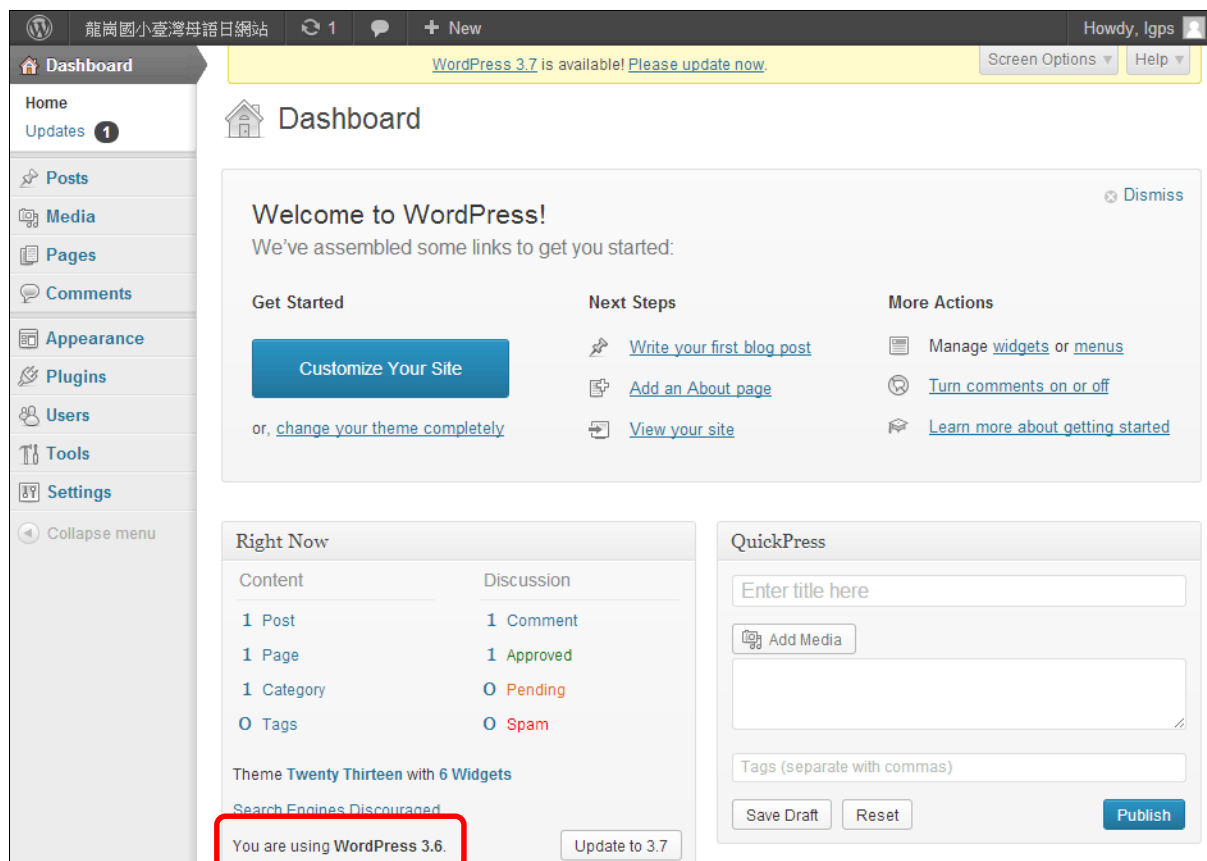 龍崗國小臺灣母語日網站 1 + New Howdy, lgps
Dashboard
Home
Updates 1
Posts
Media
Pages
Comments
Appearance
Plugins
Users
Tools
Settings
Collapse menu
WordPress 3.7 is available! Please update now.
Screen Options Help
Dashboard
Dismiss
Welcome to WordPress!
We've assembled some links to get you started:
Get Started
Customize Your Site
or, change your theme completely
Next Steps
Write your first blog post
Add an About page
View your site
More Actions
Manage widgets or menus
Turn comments on or off
Learn more about getting started
Right Now
Content
1 Post
1 Page
1 Category
0 Tags
Discussion
1 Comment
1 Approved
0 Pending
0 Spam
Theme Twenty Thirteen with 6 Widgets
Search Engines Discouraged
You are using WordPress 3.6.
Update to 3.7
QuickPress
Enter title here
Add Media
Tags (separate with commas)
Save Draft Reset Publish